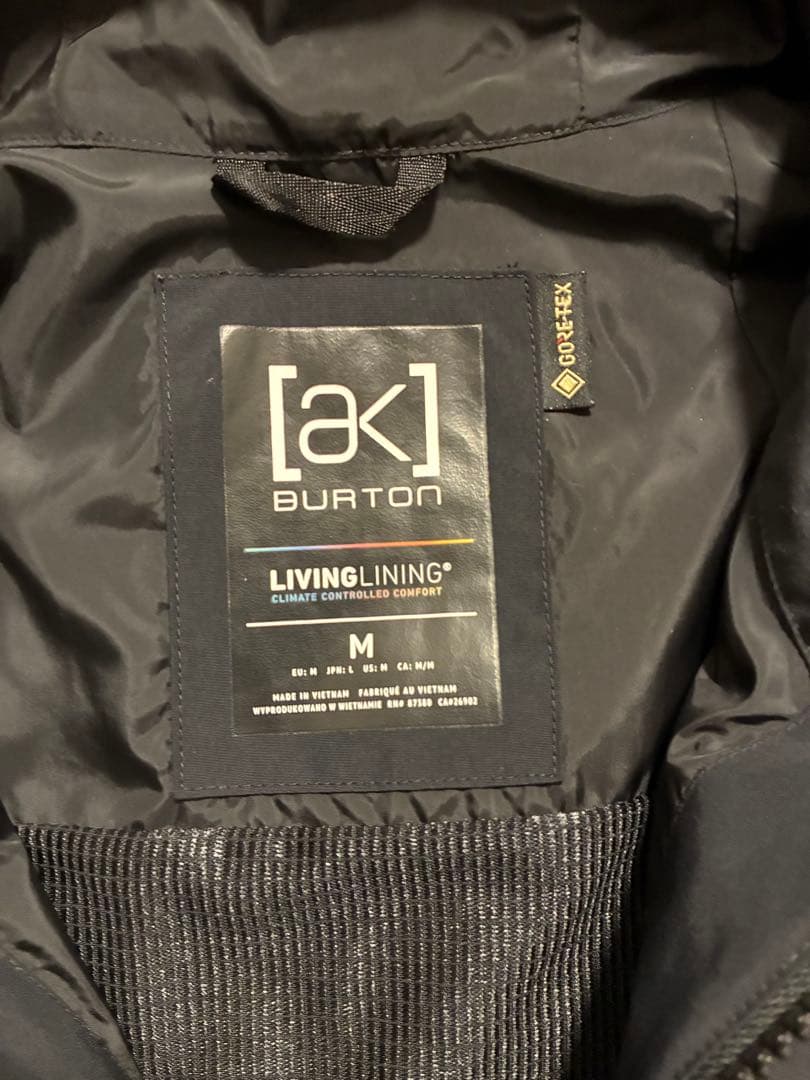 [ak]
BURTON
LIVINGLINING®
CLIMATE CONTROLLED COMFORT
M
EU: M JPN: L US: M CA: M/M
MADE IN VIETNAM FABRIQUÉ AU VIETNAM
WYPRODUKOWANO W WIETNAMIE RN# 87580 CA#26902
GORE-TEX